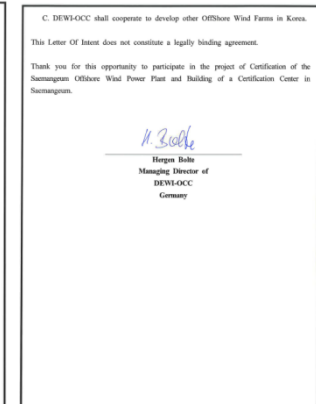 C. DEWI-OCC shall cooperate to develop other OffShore Wind Farms in Korea.
This Letter Of Intent does not constitute a legally binding agreement.
Thank you for this opportunity to participate in the project of Certification of the
Saemangeum Offshore Wind Power Plant and Building of a Certification Center in
Saemangeum.
H. Bolte
Hergen Bolte
Managing Director of
DEWI-OCC
Germany